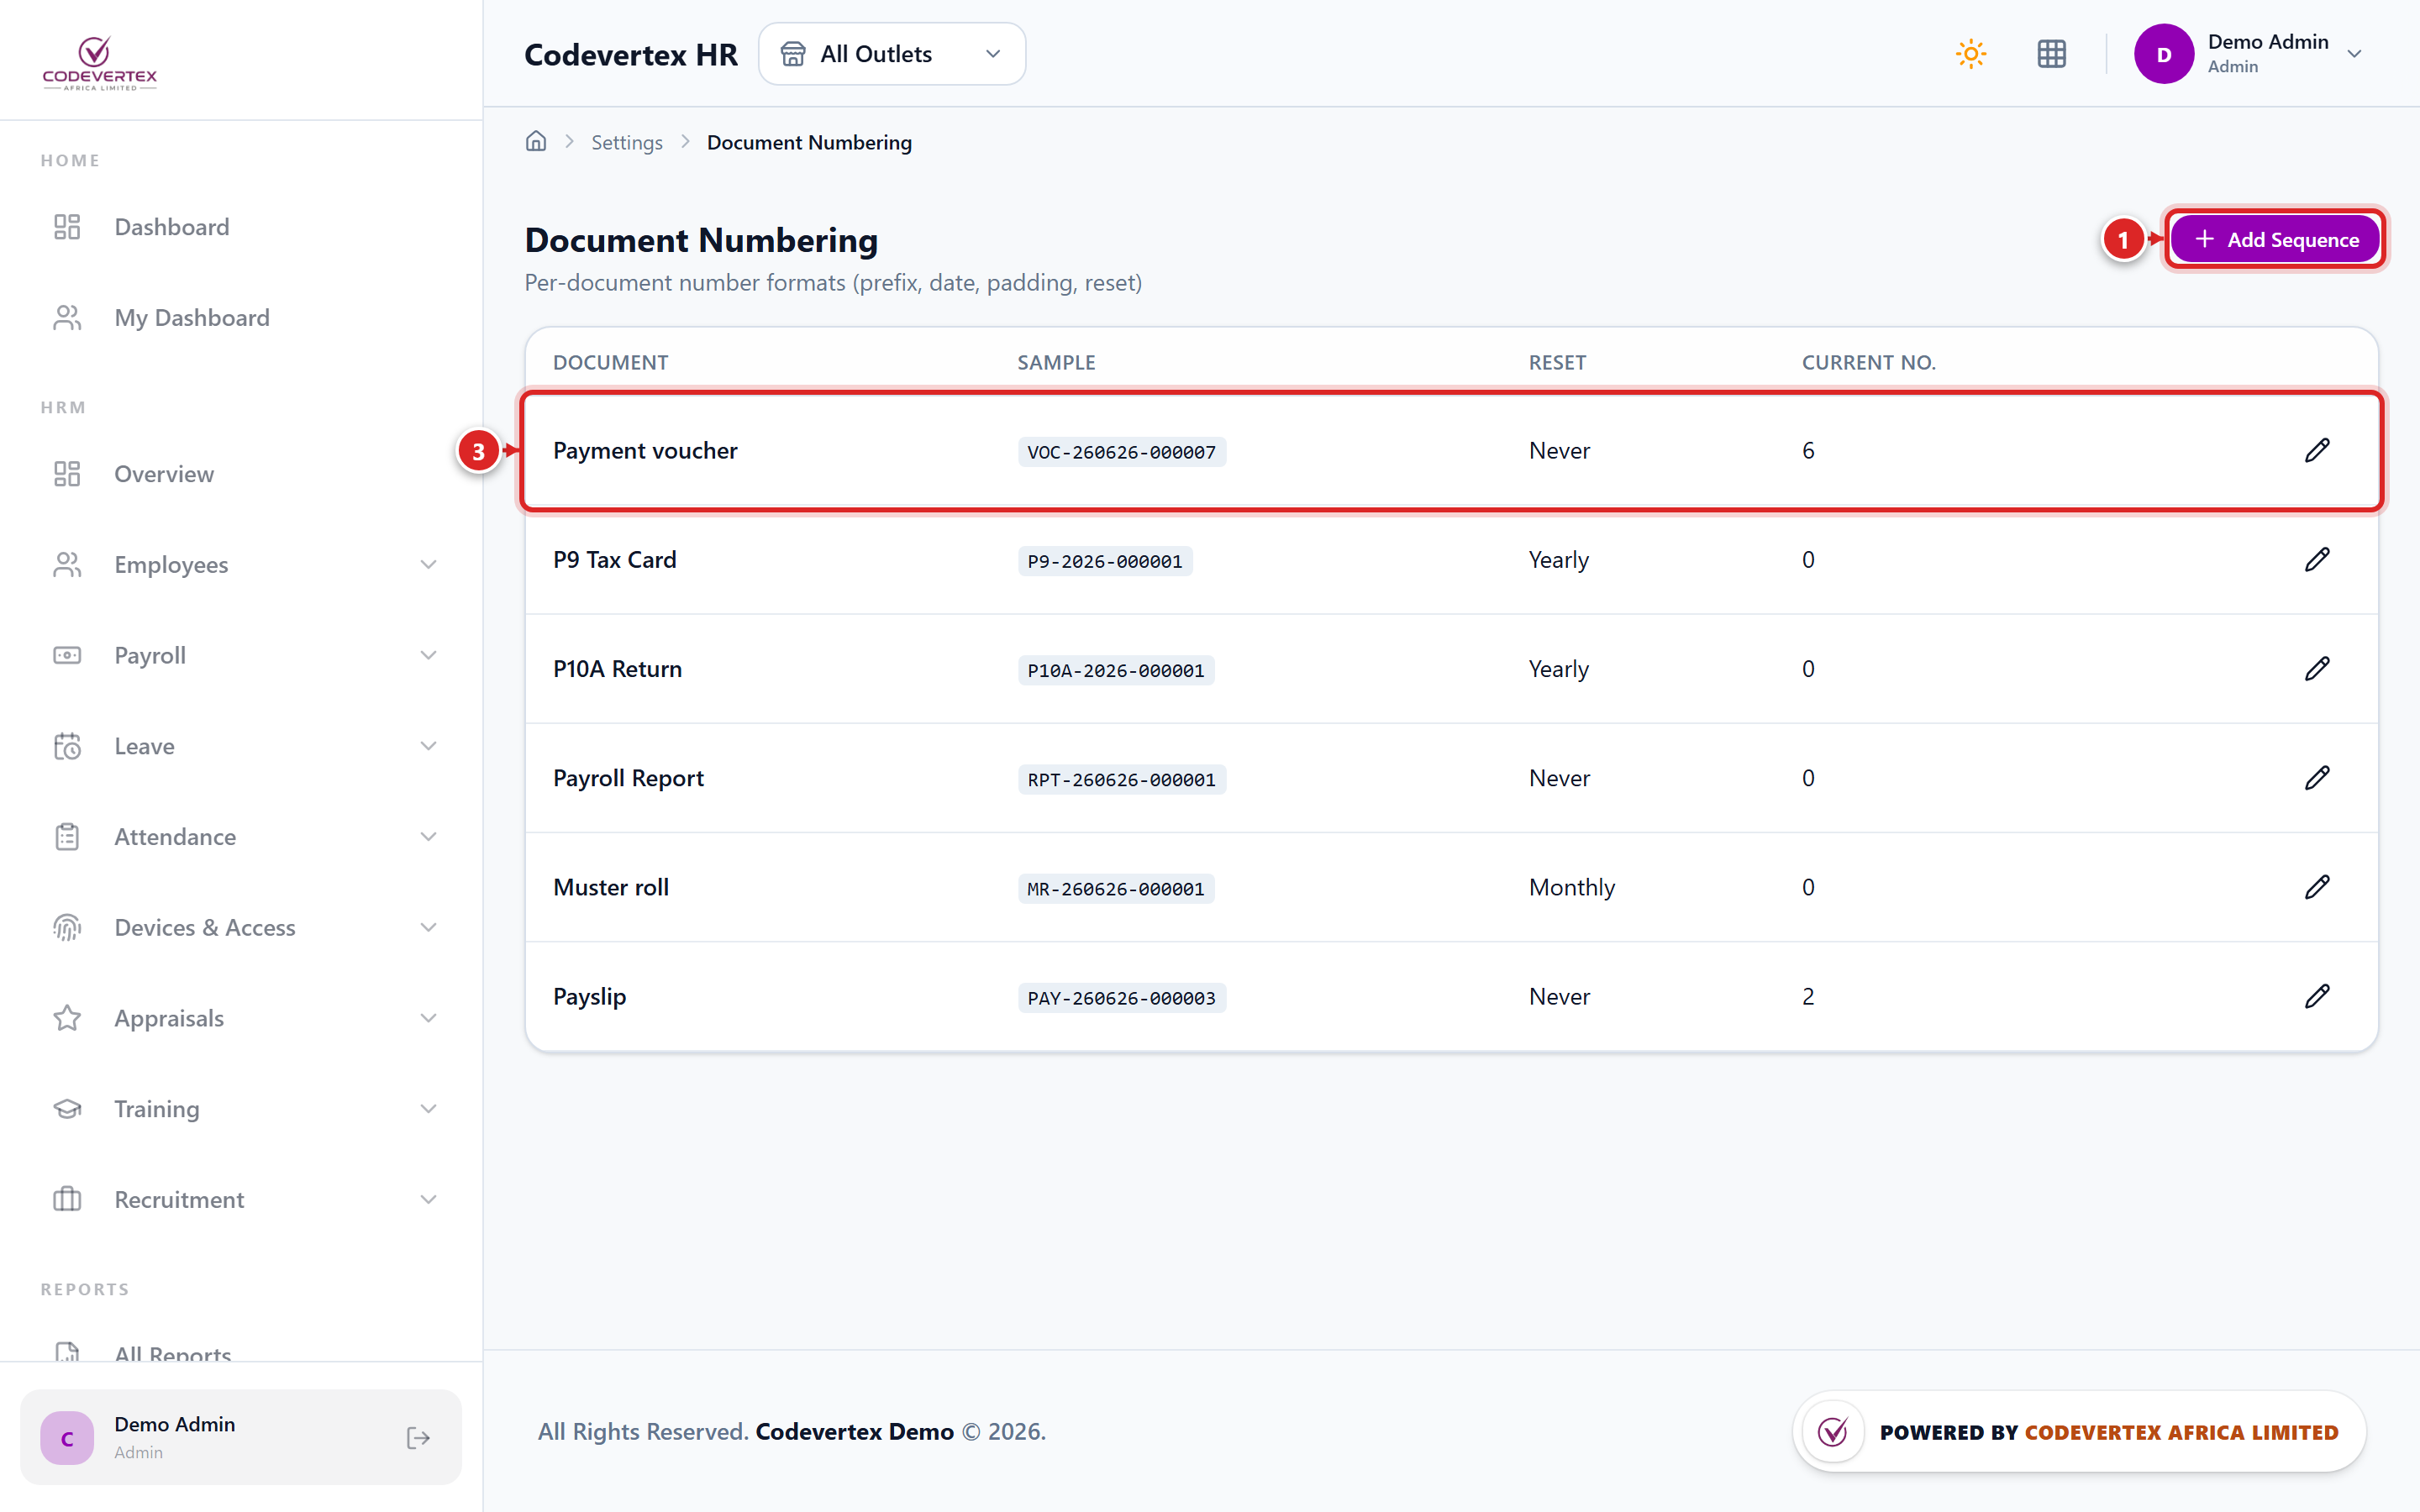 CODEVERTEX
AFRICA LIMITED
Codevertex HR
All Outlets
D
Demo Admin
Admin
HOME
Dashboard
My Dashboard
HRM
Overview
Employees
Payroll
Leave
Attendance
Devices & Access
Appraisals
Training
Recruitment
REPORTS
All Reports
C
Demo Admin
Admin
Settings
Document Numbering
Document Numbering
Per-document number formats (prefix, date, padding, reset)
1
+ Add Sequence
DOCUMENT SAMPLE RESET CURRENT NO.
3
Payment voucher VOC-260626-000007 Never 6
P9 Tax Card P9-2026-000001 Yearly 0
P10A Return P10A-2026-000001 Yearly 0
Payroll Report RPT-260626-000001 Never 0
Muster roll MR-260626-000001 Monthly 0
Payslip PAY-260626-000003 Never 2
All Rights Reserved. Codevertex Demo © 2026.
POWERED BY CODEVERTEX AFRICA LIMITED